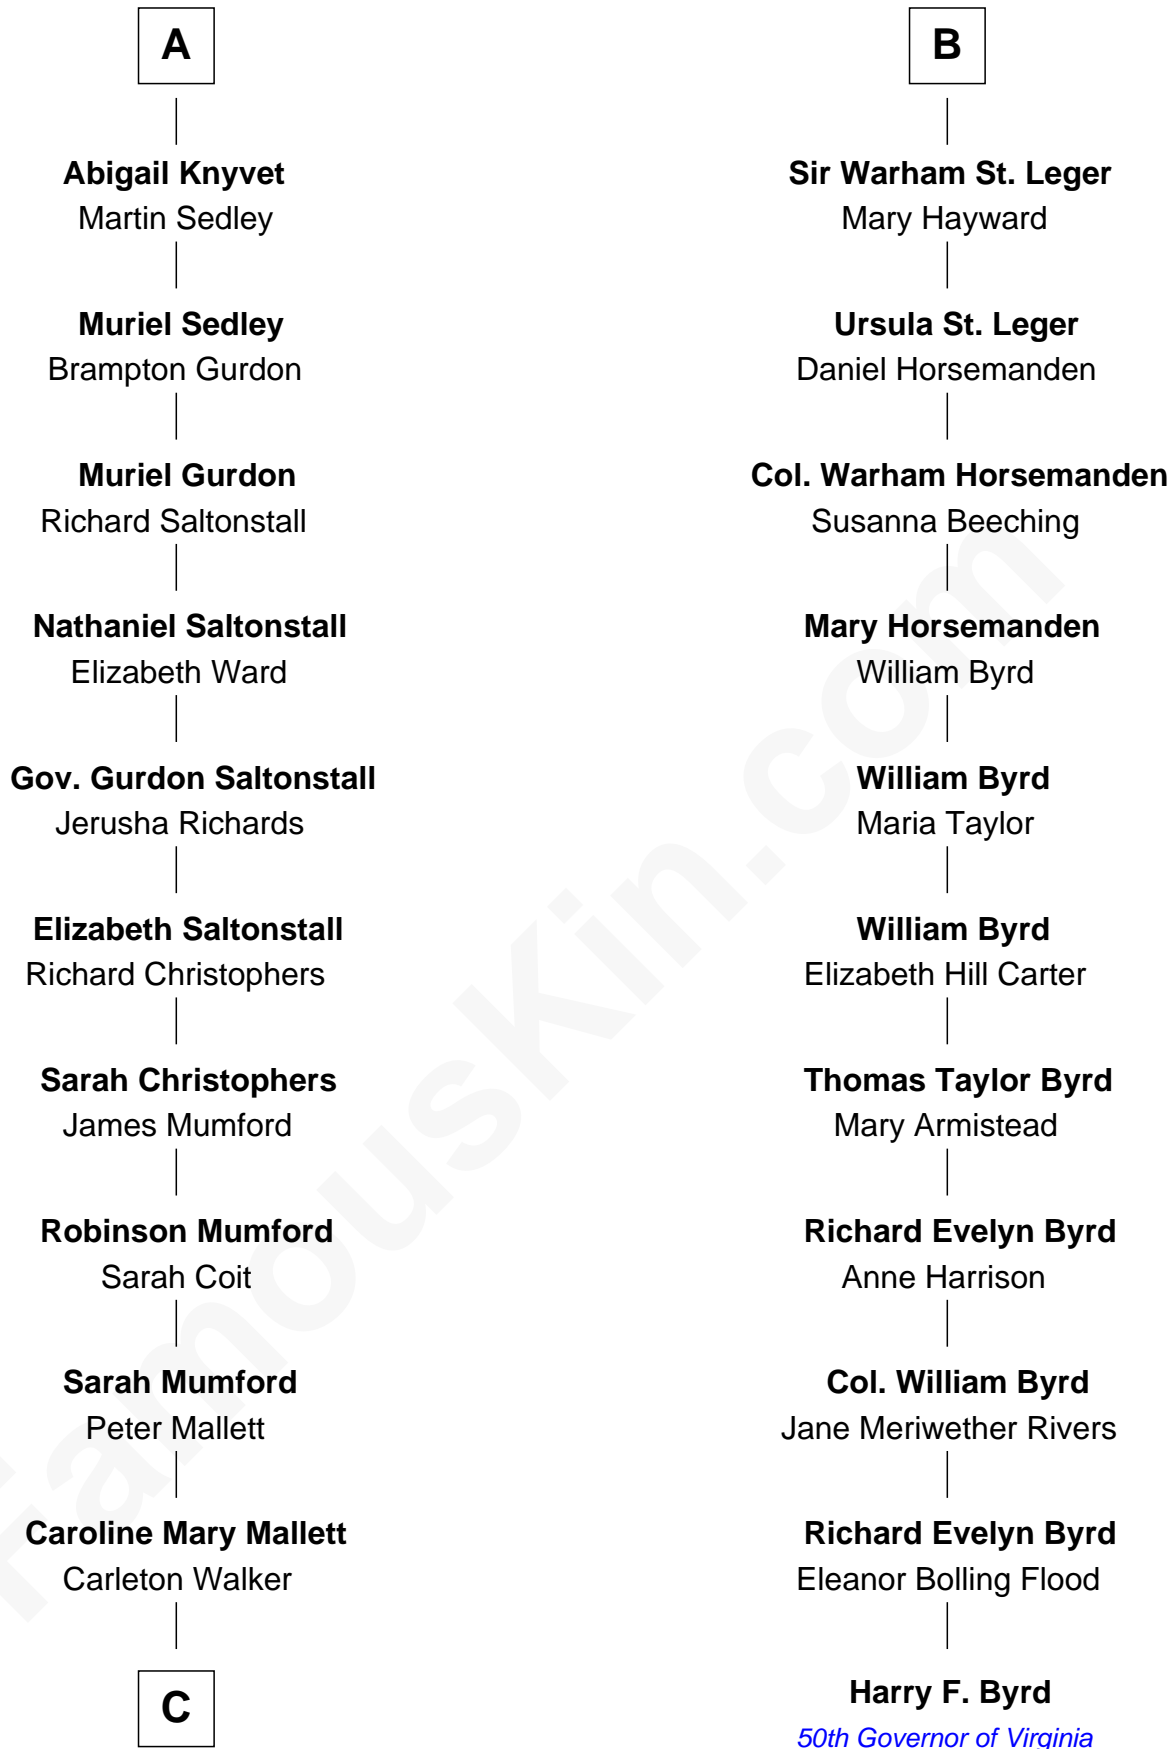 A
Abigail Knyvet
Martin Sedley
Muriel Sedley
Brampton Gurdon
Muriel Gurdon
Richard Saltonstall
Nathaniel Saltonstall
Elizabeth Ward
Gov. Gurdon Saltonstall
Jerusha Richards
Elizabeth Saltonstall
Richard Christophers
Sarah Christophers
James Mumford
Robinson Mumford
Sarah Coit
Sarah Mumford
Peter Mallett
Caroline Mary Mallett
Carleton Walker
C
B
Sir Warham St. Leger
Mary Hayward
Ursula St. Leger
Daniel Horsemanden
Col. Warham Horsemanden
Susanna Beeching
Mary Horsemanden
William Byrd
William Byrd
Maria Taylor
William Byrd
Elizabeth Hill Carter
Thomas Taylor Byrd
Mary Armistead
Richard Evelyn Byrd
Anne Harrison
Col. William Byrd
Jane Meriwether Rivers
Richard Evelyn Byrd
Eleanor Bolling Flood
Harry F. Byrd
50th Governor of Virginia
FamousKin.com